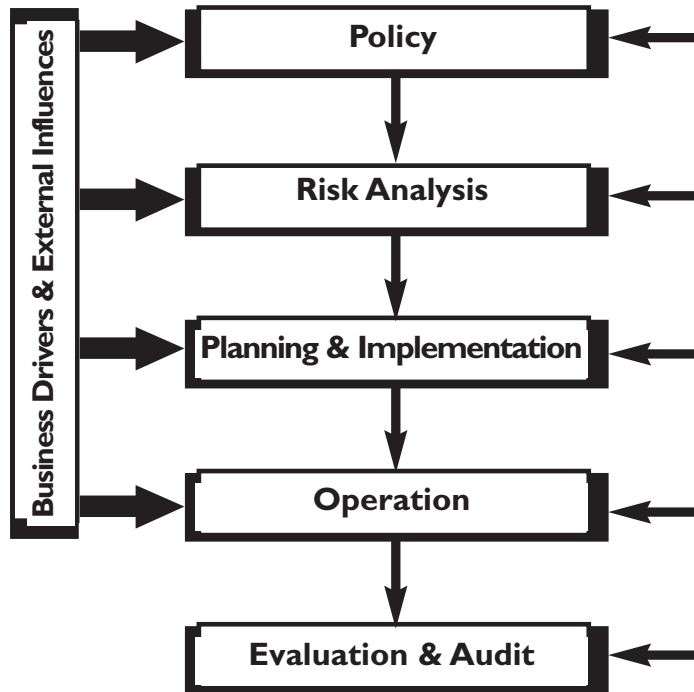 Business Drivers & External Influences
Policy
Risk Analysis
Planning & Implementation
Operation
Evaluation & Audit